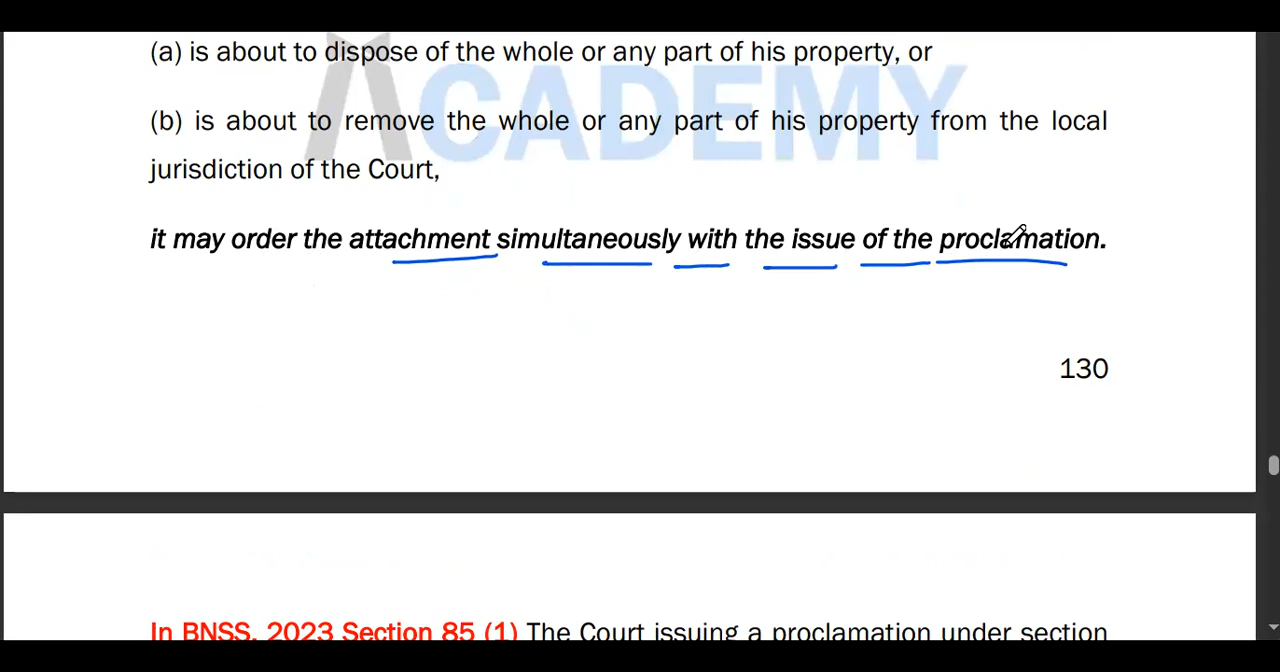 (a) is about to dispose of the whole or any part of his property, or
ACADEMY
(b) is about to remove the whole or any part of his property from the local
jurisdiction of the Court,
it may order the attachment simultaneously with the issue of the proclamation.
130
In BNSS, 2023 Section 85 (1) The Court issuing a proclamation under section